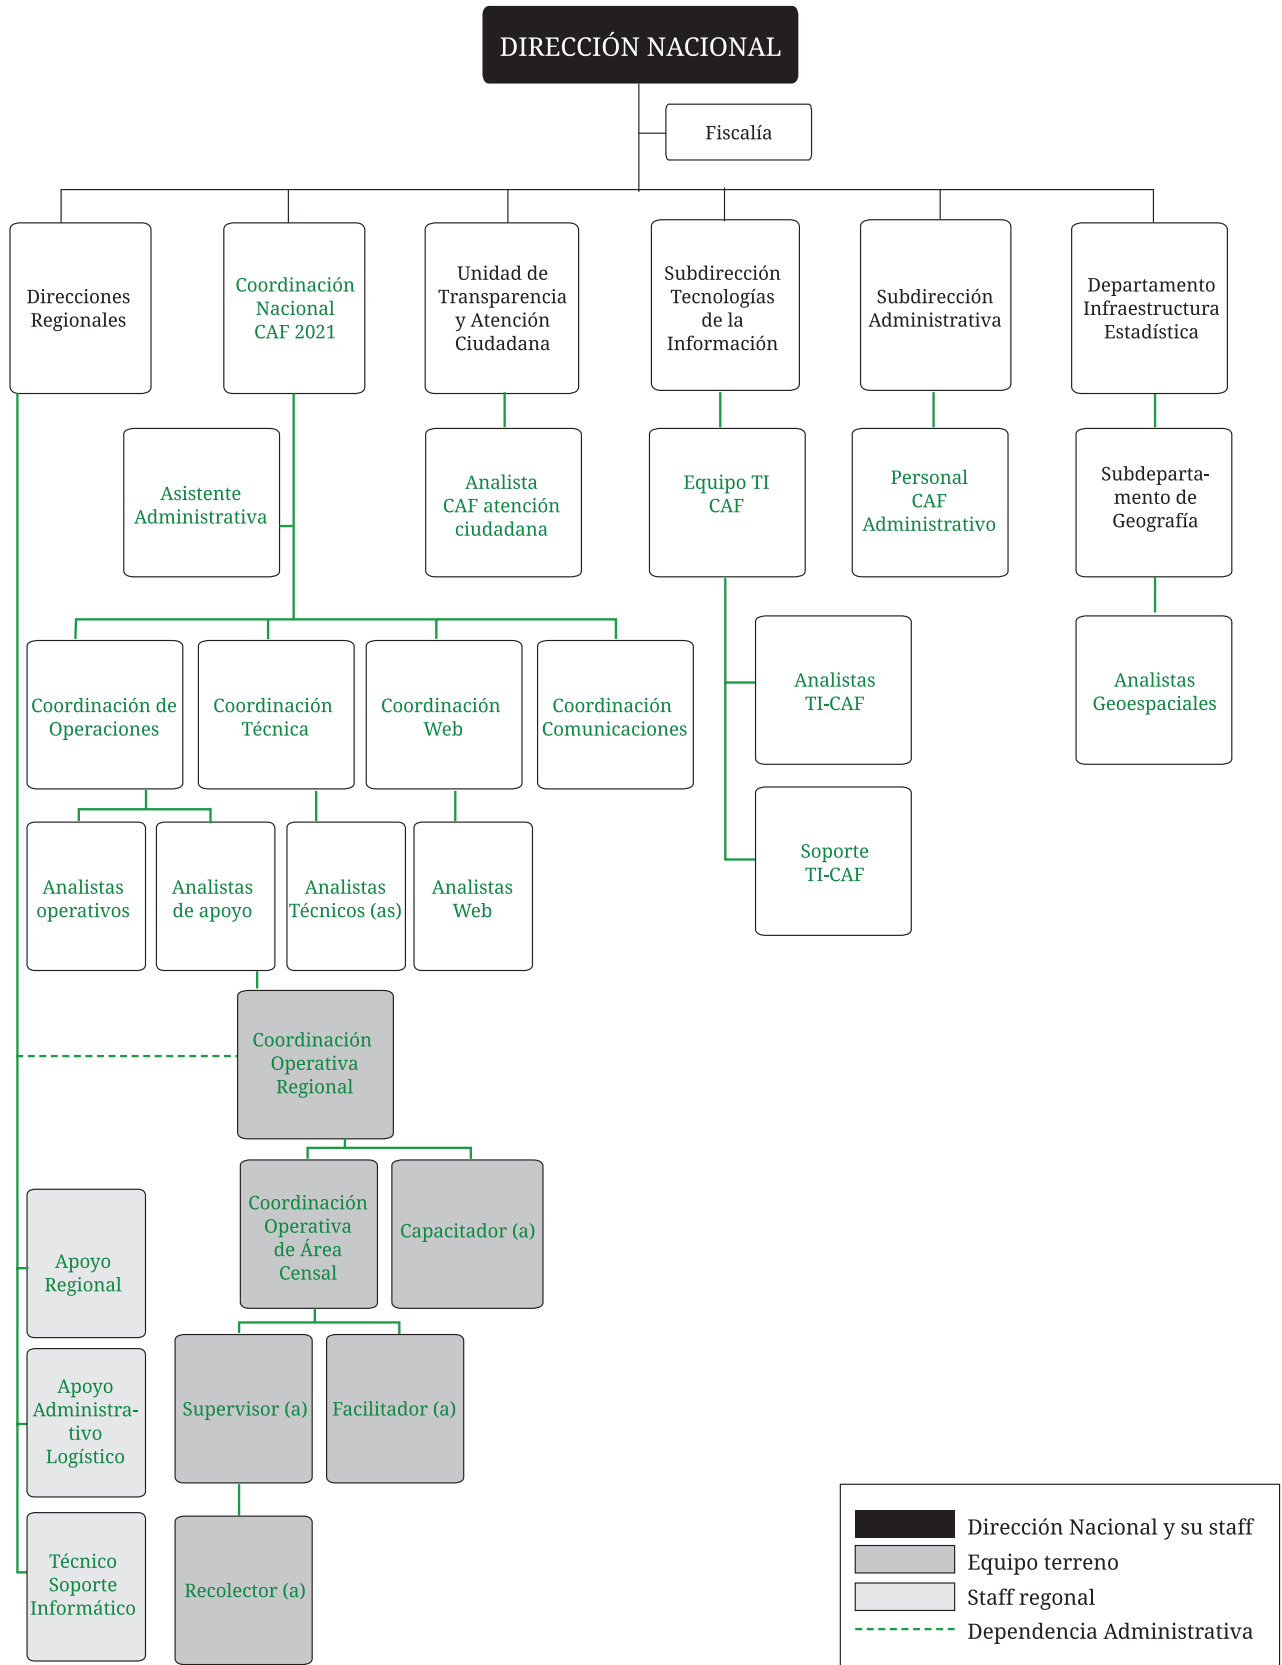 DIRECCIÓN NACIONAL
Fiscalía
Direcciones
Regionales
Coordinación
Nacional
CAF 2021
Unidad de
Transparencia
y Atención
Ciudadana
Subdirección
Tecnologías
de la
Información
Subdirección
Administrativa
Departamento
Infraestructura
Estadística
Asistente
Administrativa
Analista
CAF atención
ciudadana
Equipo TI
CAF
Personal
CAF
Administrativo
Subdeparta-
mento de
Geografía
Coordinación de
Operaciones
Coordinación
Técnica
Coordinación
Web
Coordinación
Comunicaciones
Analistas
TI-CAF
Analistas
Geoespaciales
Analistas
operativos
Analistas
de apoyo
Analistas
Técnicos (as)
Analistas
Web
Soporte
TI-CAF
Coordinación
Operativa
Regional
Coordinación
Operativa
de Área
Censal
Capacitador (a)
Apoyo
Regional
Apoyo
Administra-
tivo
Logístico
Supervisor (a)
Facilitador (a)
Técnico
Soporte
Informático
Recolector (a)
Dirección Nacional y su staff
Equipo terreno
Staff regonal
Dependencia Administrativa